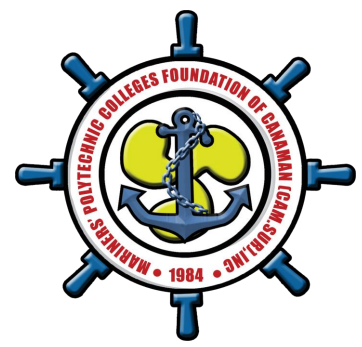 MARINERS' POLYTECHNIC COLLEGES FOUNDATION OF CANAMAN (CAM.SUR),INC
• 1984 •